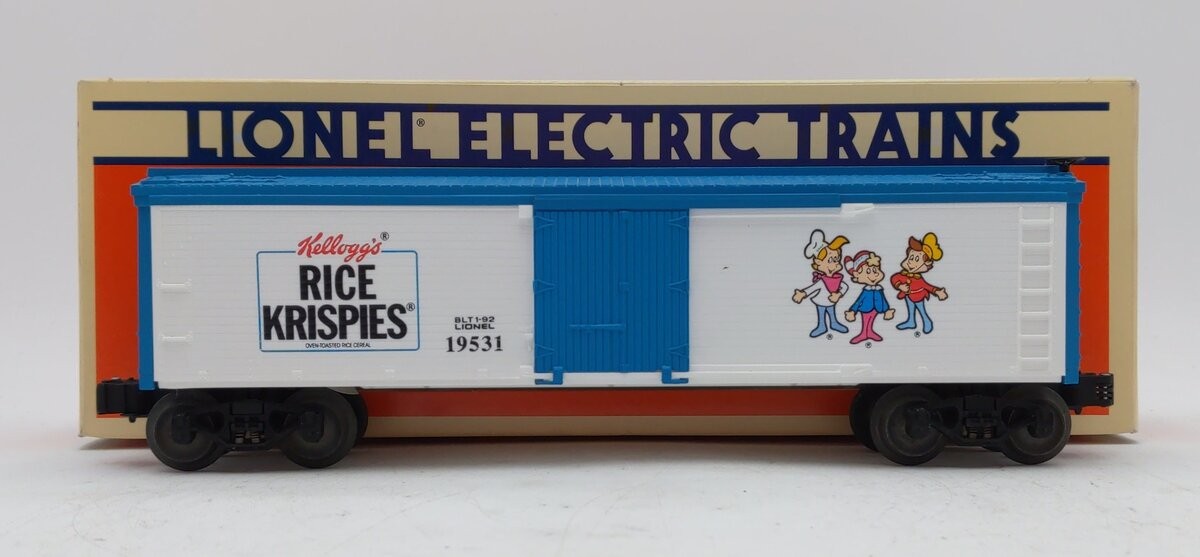 LIONEL® ELECTRIC TRAINS
Kellogg's®
RICE
KRISPIES®
OVEN-TOASTED RICE CEREAL
BLT 1-92
LIONEL
19531
® ® ®